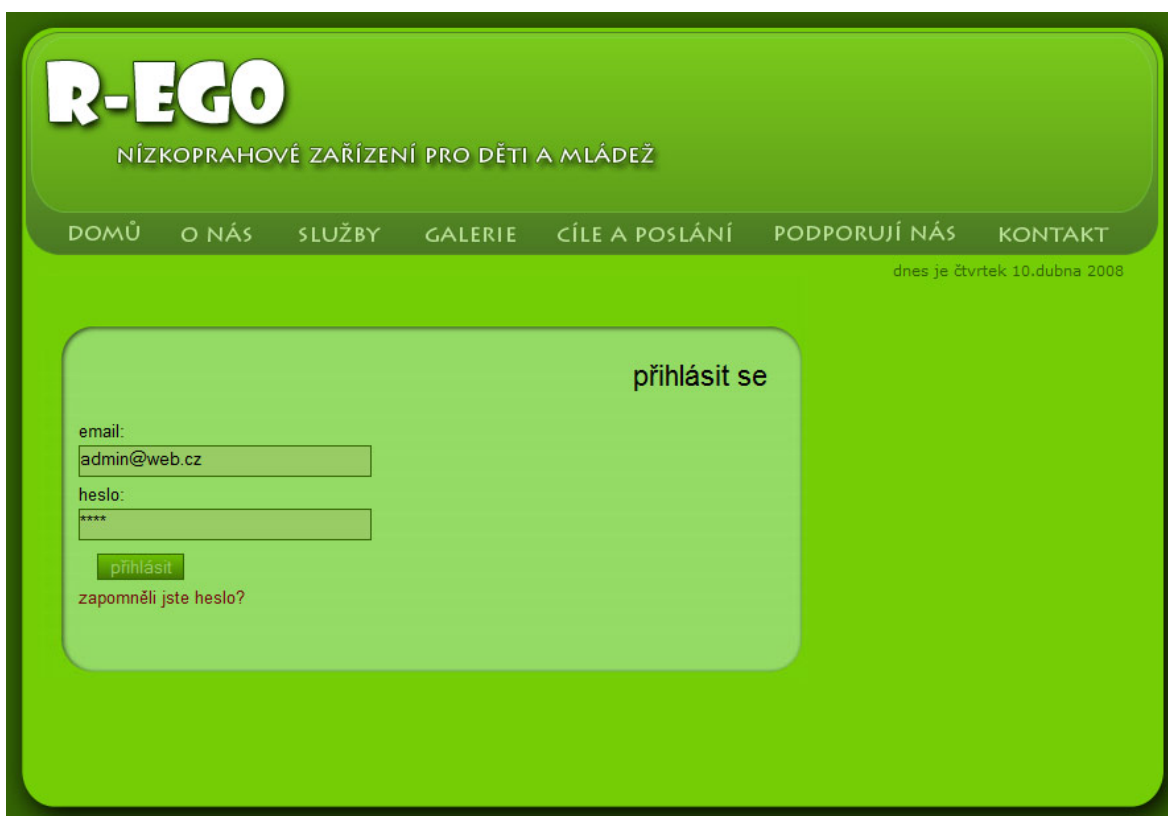 R-EGO
NÍZKOPRAHOVÉ ZAŘÍZENÍ PRO DĚTI A MLÁDEŽ
DOMŮ O NÁS SLUŽBY GALERIE CÍLE A POSLÁNÍ PODPORUJÍ NÁS KONTAKT
dnes je čtvrtek 10.dubna 2008
přihlásit se
email:
admin@web.cz
heslo:
****
přihlásit
zapomněli jste heslo?